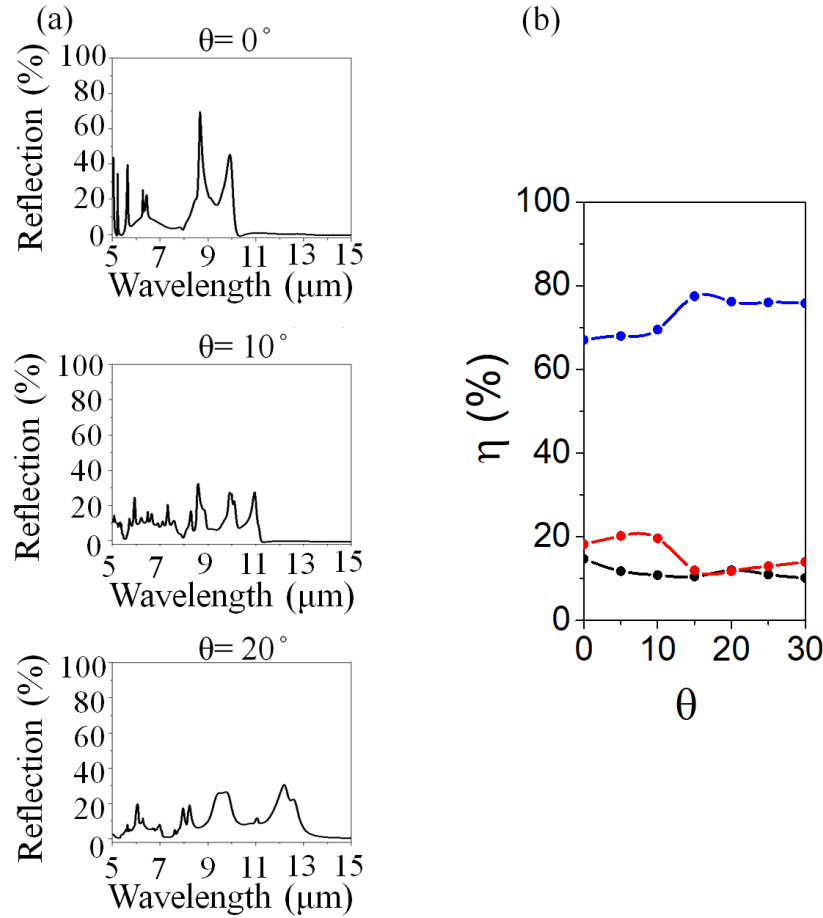 (a)
θ= 0°
Reflection (%)
100
80
60
40
20
0
5 7 9 11 13 15
Wavelength (μm)
θ= 10°
Reflection (%)
100
80
60
40
20
0
5 7 9 11 13 15
Wavelength (μm)
θ= 20°
Reflection (%)
100
80
60
40
20
0
5 7 9 11 13 15
Wavelength (μm)
(b)
η (%)
100
80
60
40
20
0
0 10 20 30
θ